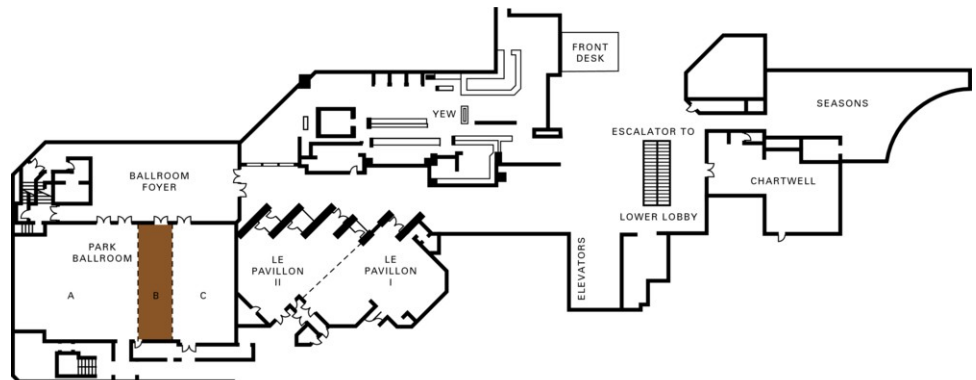 FRONT
DESK
SEASONS
YEW
ESCALATOR TO
BALLROOM
FOYER
CHARTWELL
LOWER LOBBY
PARK
BALLROOM
LE
PAVILLON
II
LE
PAVILLON
I
ELEVATORS
A
B
C